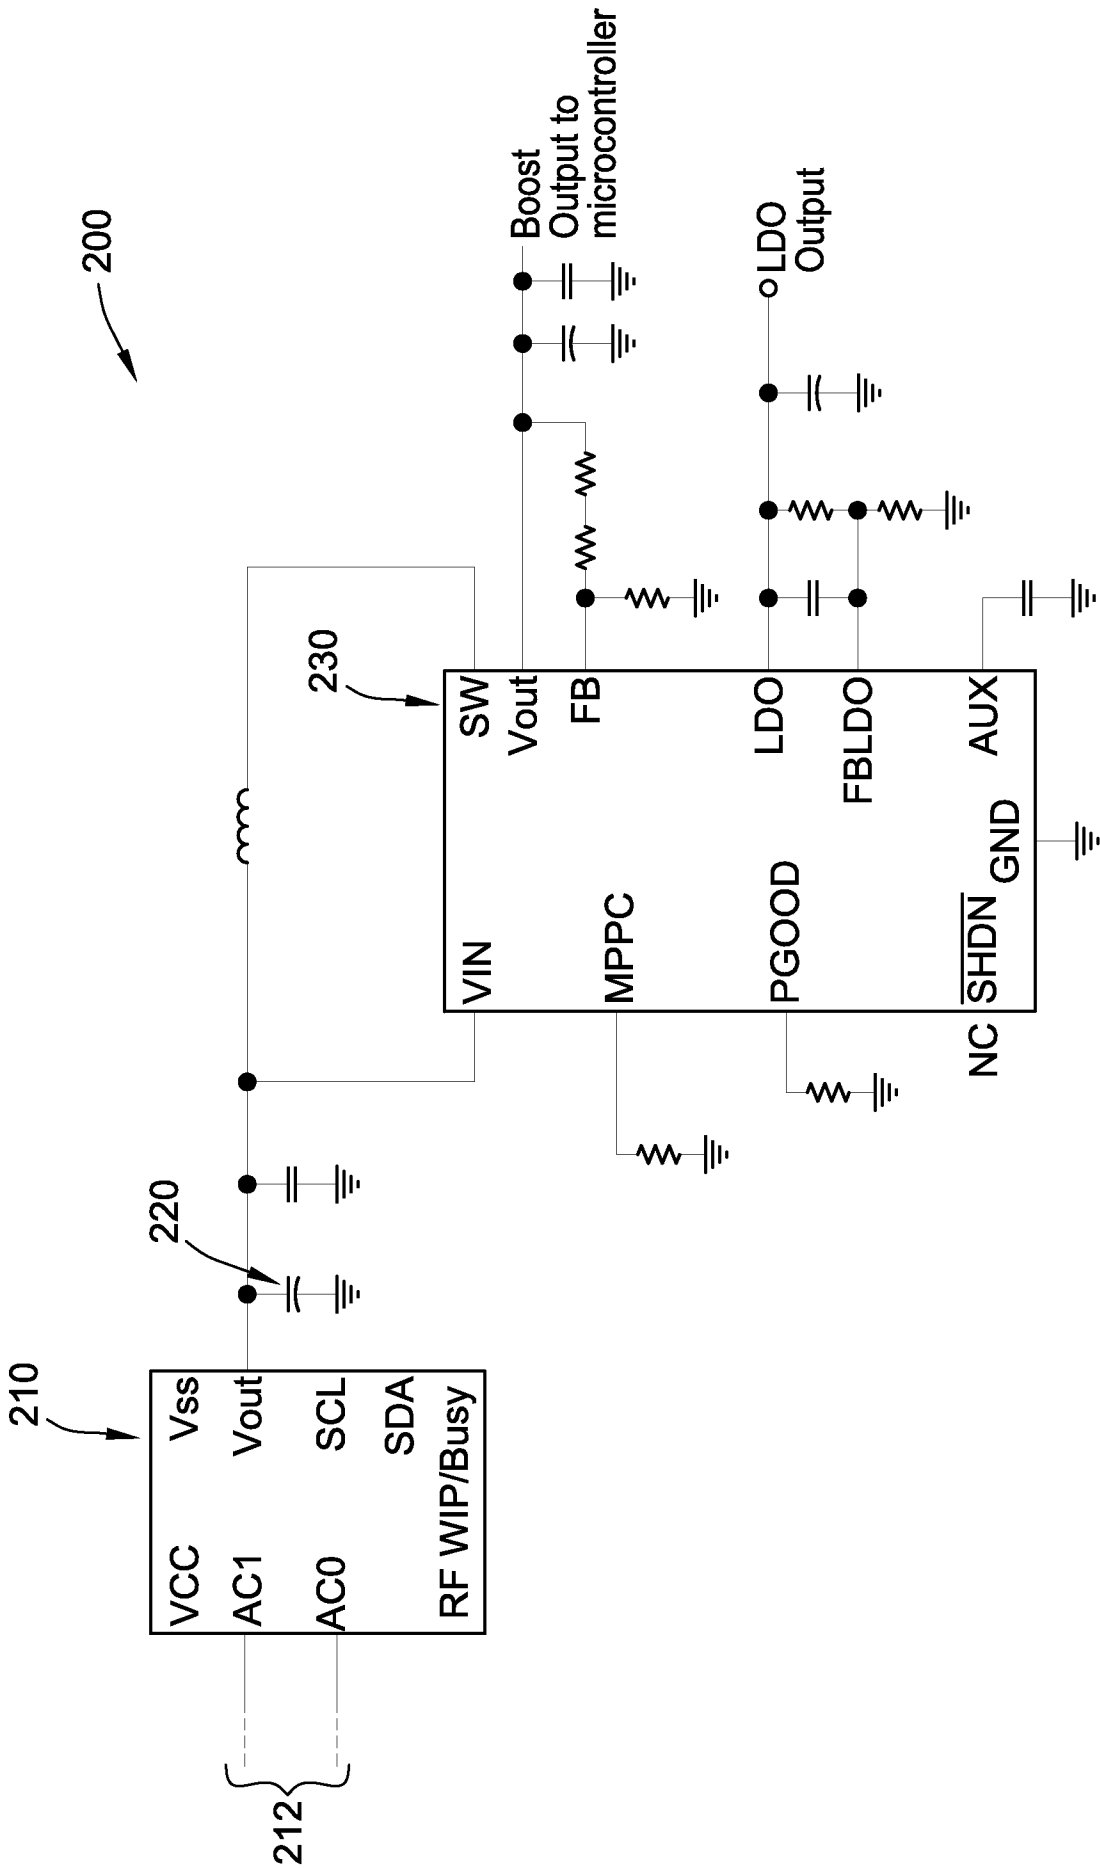 200
210
VCC
Vss
AC1
Vout
AC0
SCL
SDA
RF WIP/Busy
212
220
230
VIN
SW
Vout
MPPC
FB
PGOOD
LDO
FBLDO
NC
SHDN
AUX
GND
Boost
Output to
microcontroller
LDO
Output